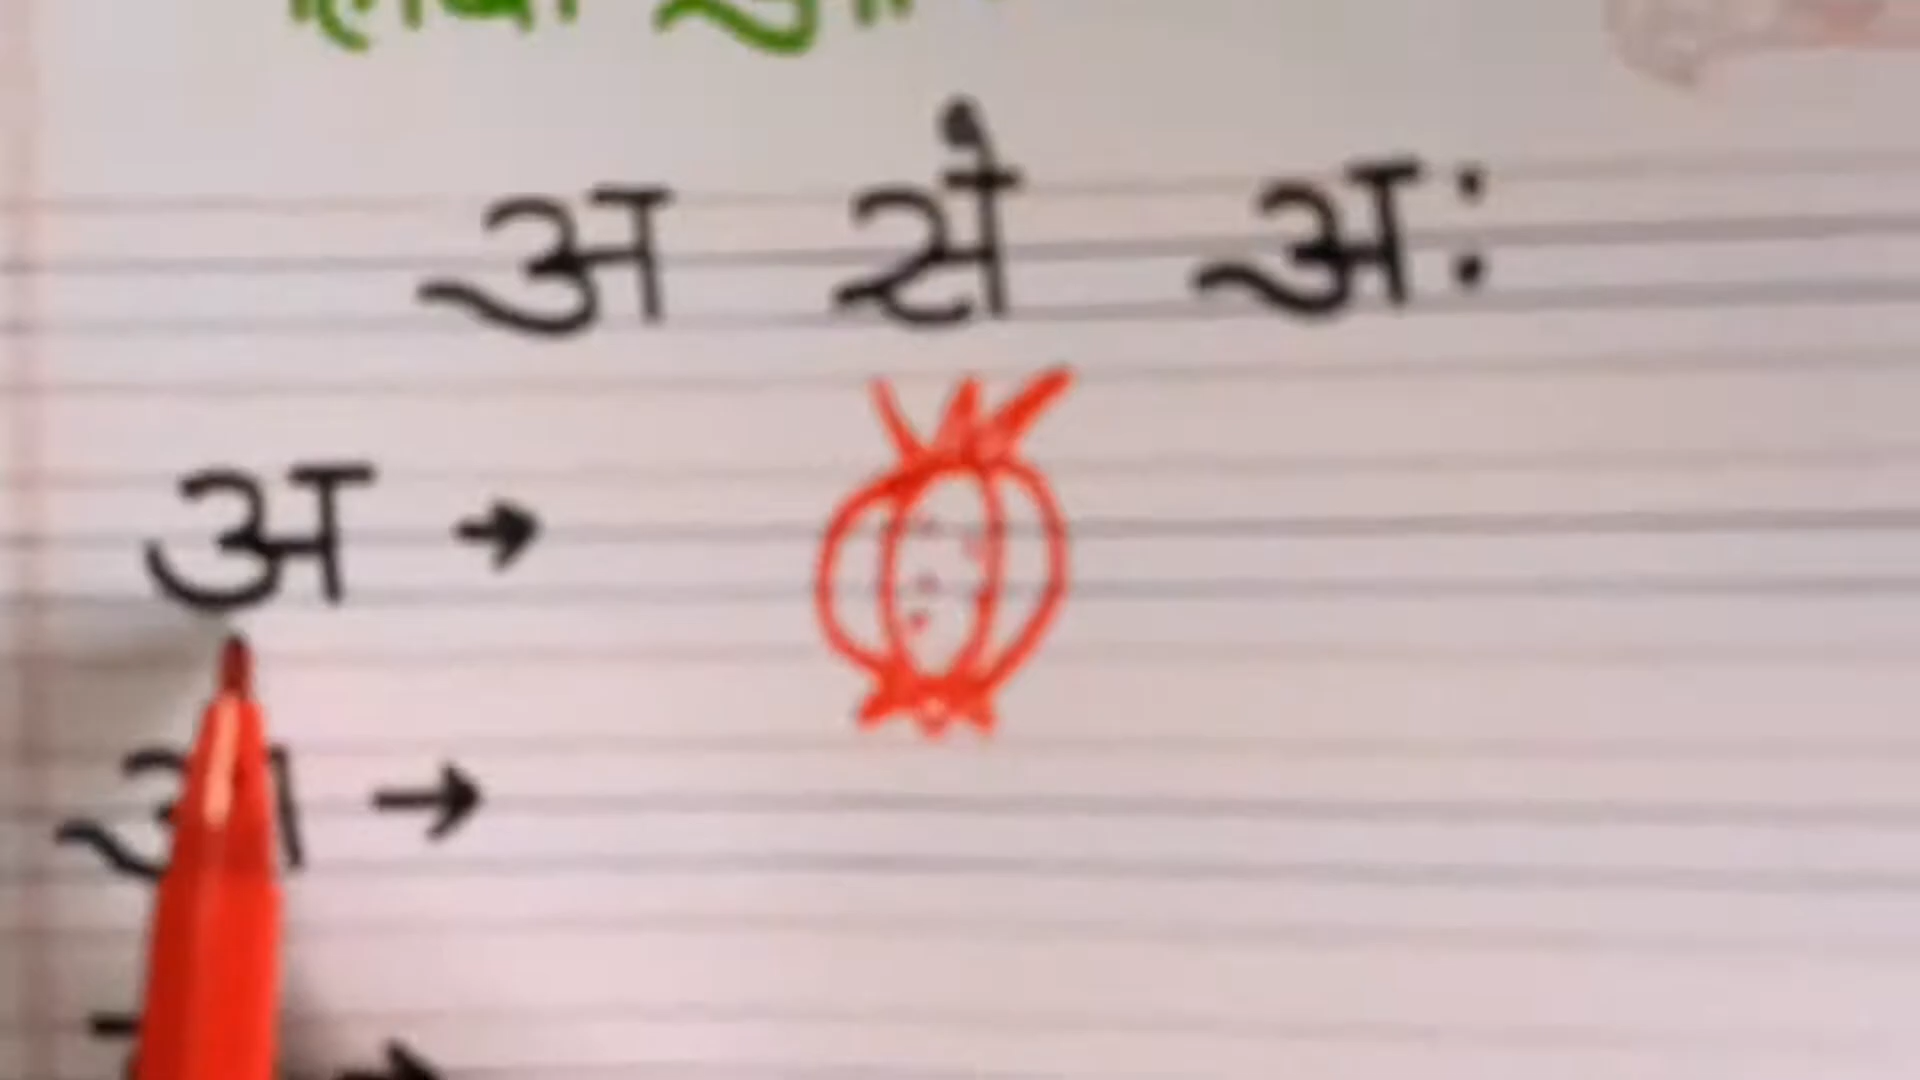 अ से अः
अ →
आ →